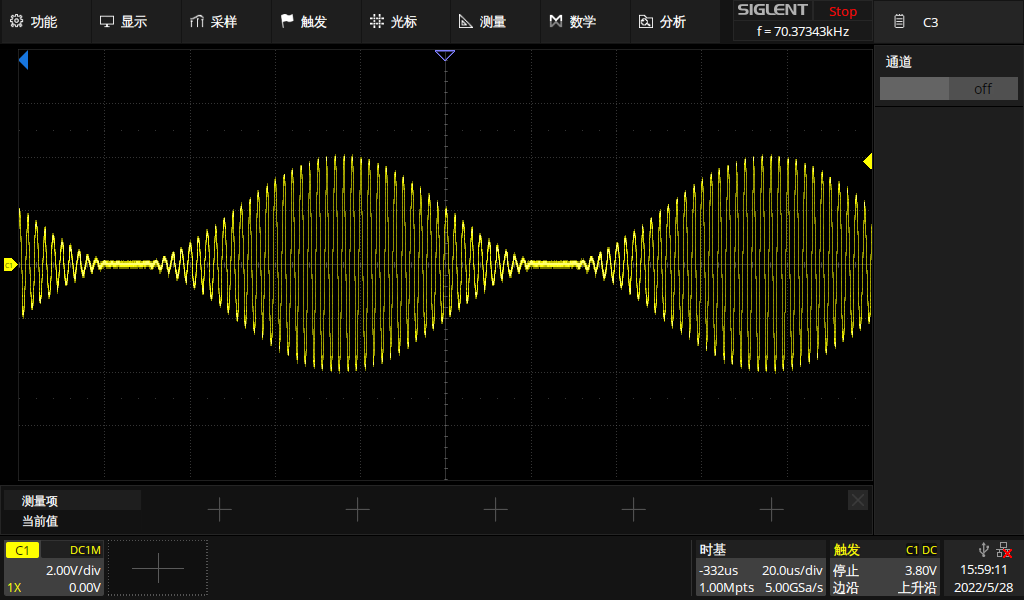 功能 显示 采样 触发 光标 测量 数学 分析 SIGLENT Stop C3
f = 70.37343kHz
通道
off
测量项
当前值
C1 DC1M 时基 触发 C1 DC
2.00V/div -332us 20.0us/div 停止 3.80V 15:59:11
1X 0.00V 1.00Mpts 5.00GSa/s 边沿 上升沿 2022/5/28